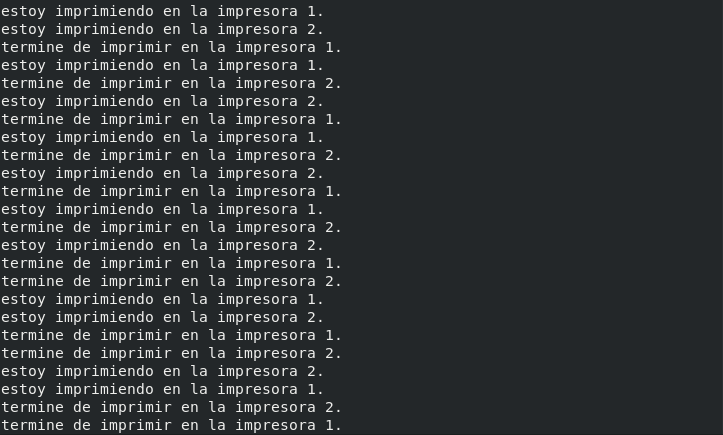 estoy imprimiendo en la impresora 1.
estoy imprimiendo en la impresora 2.
termine de imprimir en la impresora 1.
estoy imprimiendo en la impresora 1.
termine de imprimir en la impresora 2.
estoy imprimiendo en la impresora 2.
termine de imprimir en la impresora 1.
estoy imprimiendo en la impresora 1.
termine de imprimir en la impresora 2.
estoy imprimiendo en la impresora 2.
termine de imprimir en la impresora 1.
estoy imprimiendo en la impresora 1.
termine de imprimir en la impresora 2.
estoy imprimiendo en la impresora 2.
termine de imprimir en la impresora 1.
termine de imprimir en la impresora 2.
estoy imprimiendo en la impresora 1.
estoy imprimiendo en la impresora 2.
termine de imprimir en la impresora 1.
termine de imprimir en la impresora 2.
estoy imprimiendo en la impresora 2.
estoy imprimiendo en la impresora 1.
termine de imprimir en la impresora 2.
termine de imprimir en la impresora 1.